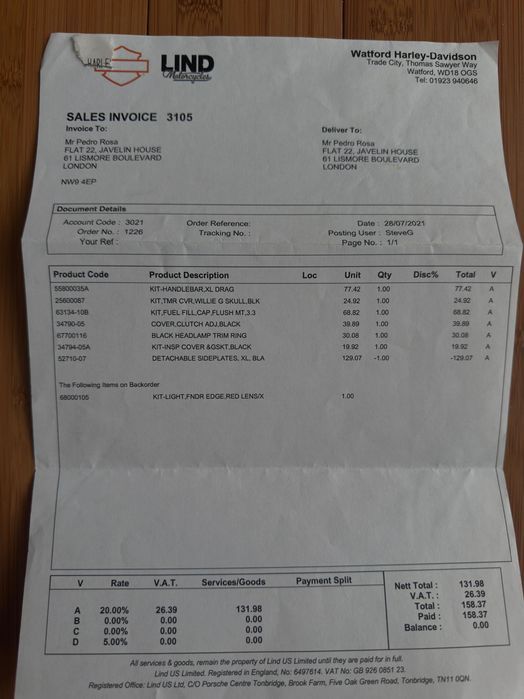 HARLE
LIND
Motorcycles
Watford Harley-Davidson
Trade City, Thomas Sawyer Way
Watford, WD18 OGS
Tel: 01923 940646
SALES INVOICE 3105
Invoice To:
Deliver To:
Mr Pedro Rosa
FLAT 22, JAVELIN HOUSE
61 LISMORE BOULEVARD
LONDON
NW9 4EP
Mr Pedro Rosa
FLAT 22, JAVELIN HOUSE
61 LISMORE BOULEVARD
LONDON
Document Details
Account Code : 3021 Order Reference: Date : 28/07/2021
Order No. : 1226 Tracking No. : Posting User : SteveG
Your Ref : Page No. : 1/1
Product Code Product Description Loc Unit Qty Disc% Total V
55800035A KIT-HANDLEBAR,XL DRAG 77.42 1.00 77.42 A
25600087 KIT,TMR CVR,WILLIE G SKULL,BLK 24.92 1.00 24.92 A
63134-10B KIT,FUEL FILL,CAP,FLUSH MT,3.3 68.82 1.00 68.82 A
34790-05 COVER,CLUTCH ADJ,BLACK 39.89 1.00 39.89 A
67700116 BLACK HEADLAMP TRIM RING 30.08 1.00 30.08 A
34794-05A KIT-INSP COVER &GSKT,BLACK 19.92 1.00 19.92 A
52710-07 DETACHABLE SIDEPLATES, XL, BLA 129.07 -1.00 -129.07 A
The Following Items on Backorder
68000105 KIT-LIGHT,FNDR EDGE,RED LENS/X 1.00
V Rate V.A.T. Services/Goods Payment Split
A 20.00% 26.39 131.98
B 0.00% 0.00 0.00
C 0.00% 0.00 0.00
D 5.00% 0.00 0.00
Nett Total : 131.98
V.A.T. : 26.39
Total : 158.37
Paid : 158.37
Balance : 0.00
All services & goods, remain the property of Lind US Limited until they are paid for in full.
Lind US Limited. Registered in England, No: 6497614. VAT No: GB 926 0851 23.
Registered Office: Lind US Ltd, C/O Porsche Centre Tonbridge, Brook Farm, Five Oak Green Road, Tonbridge, TN11 0QN.